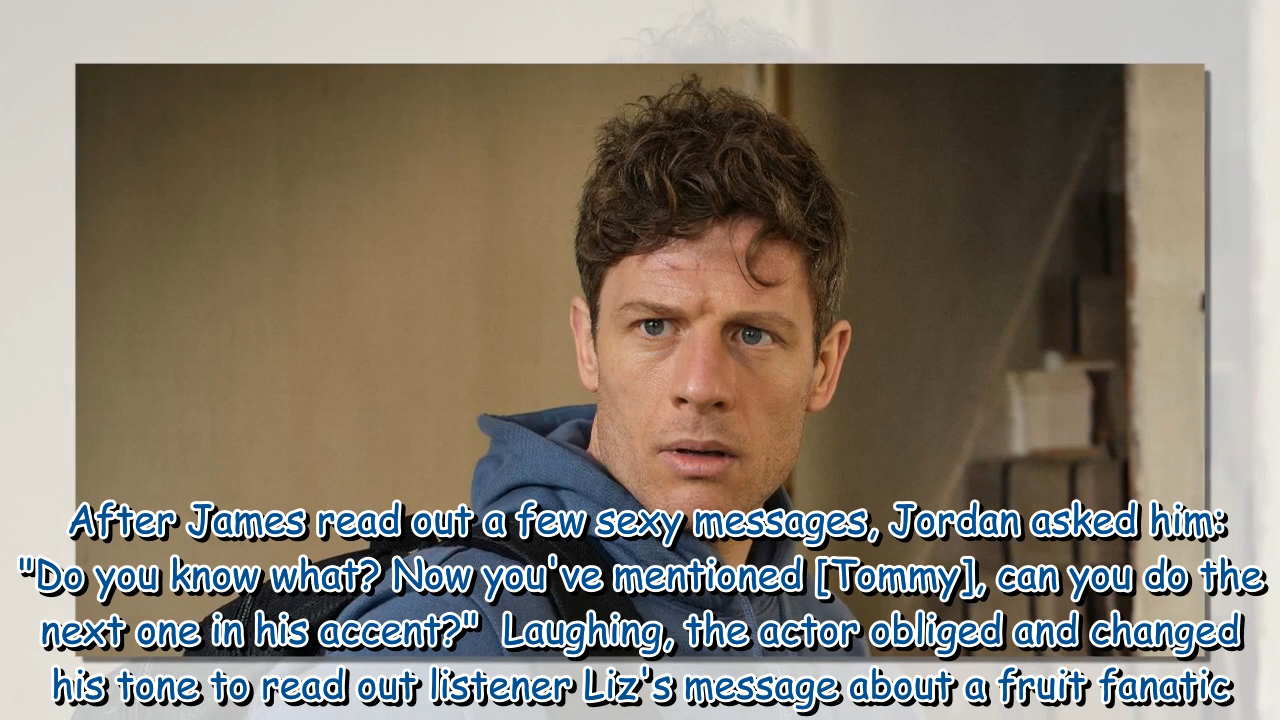 After James read out a few sexy messages, Jordan asked him:
"Do you know what? Now you've mentioned [Tommy], can you do the
next one in his accent?"  Laughing, the actor obliged and changed
his tone to read out listener Liz's message about a fruit fanatic